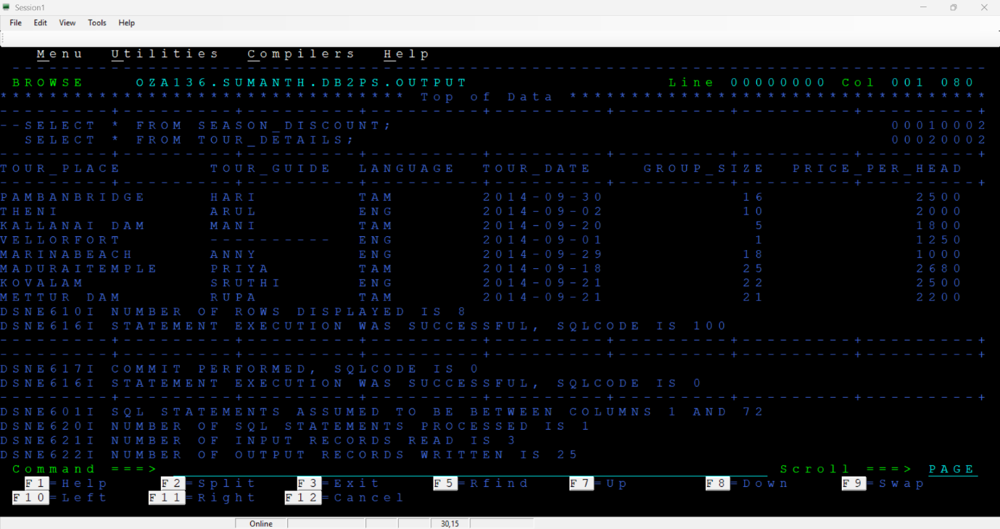 Session1
File Edit View Tools Help
Menu Utilities Compilers Help
- - - - - - - - - - - - - - - - - - - - - - - - - - - - - - - - - - - - - - - - - - - - - - - - - - - - - - - - - - - - - - - - - - - - - - - - - - - - - -
BROWSE OZA136.SUMANTH.DB2PS.OUTPUT Line 00000000 Col 001 080
********************************* Top of Data **********************************
---------+---------+---------+---------+---------+---------+---------+---------+
--SELECT * FROM SEASON_DISCOUNT; 00010002
SELECT * FROM TOUR_DETAILS; 00020002
---------+---------+---------+---------+---------+---------+---------+---------+
TOUR_PLACE TOUR_GUIDE LANGUAGE TOUR_DATE GROUP_SIZE PRICE_PER_HEAD
---------+---------+---------+---------+---------+---------+---------+---------+
PAMBANBRIDGE HARI TAM 2014-09-30 16 2500
THENI ARUL ENG 2014-09-02 10 2000
KALLANAI DAM MANI TAM 2014-09-20 5 1800
VELLORFORT ---------- ENG 2014-09-01 1 1250
MARINABEACH ANNY ENG 2014-09-29 18 1000
MADURAITEMPLE PRIYA TAM 2014-09-18 25 2680
KOVALAM SRUTHI ENG 2014-09-21 22 2500
METTUR DAM RUPA TAM 2014-09-21 21 2200
DSNE610I NUMBER OF ROWS DISPLAYED IS 8
DSNE616I STATEMENT EXECUTION WAS SUCCESSFUL, SQLCODE IS 100
---------+---------+---------+---------+---------+---------+---------+---------+
---------+---------+---------+---------+---------+---------+---------+---------+
DSNE617I COMMIT PERFORMED, SQLCODE IS 0
DSNE616I STATEMENT EXECUTION WAS SUCCESSFUL, SQLCODE IS 0
---------+---------+---------+---------+---------+---------+---------+---------+
DSNE601I SQL STATEMENTS ASSUMED TO BE BETWEEN COLUMNS 1 AND 72
DSNE620I NUMBER OF SQL STATEMENTS PROCESSED IS 1
DSNE621I NUMBER OF INPUT RECORDS READ IS 3
DSNE622I NUMBER OF OUTPUT RECORDS WRITTEN IS 25
Command ===> Scroll ===> PAGE
F1=Help F2=Split F3=Exit F5=Rfind F7=Up F8=Down F9=Swap
F10=Left F11=Right F12=Cancel
Online 30,15